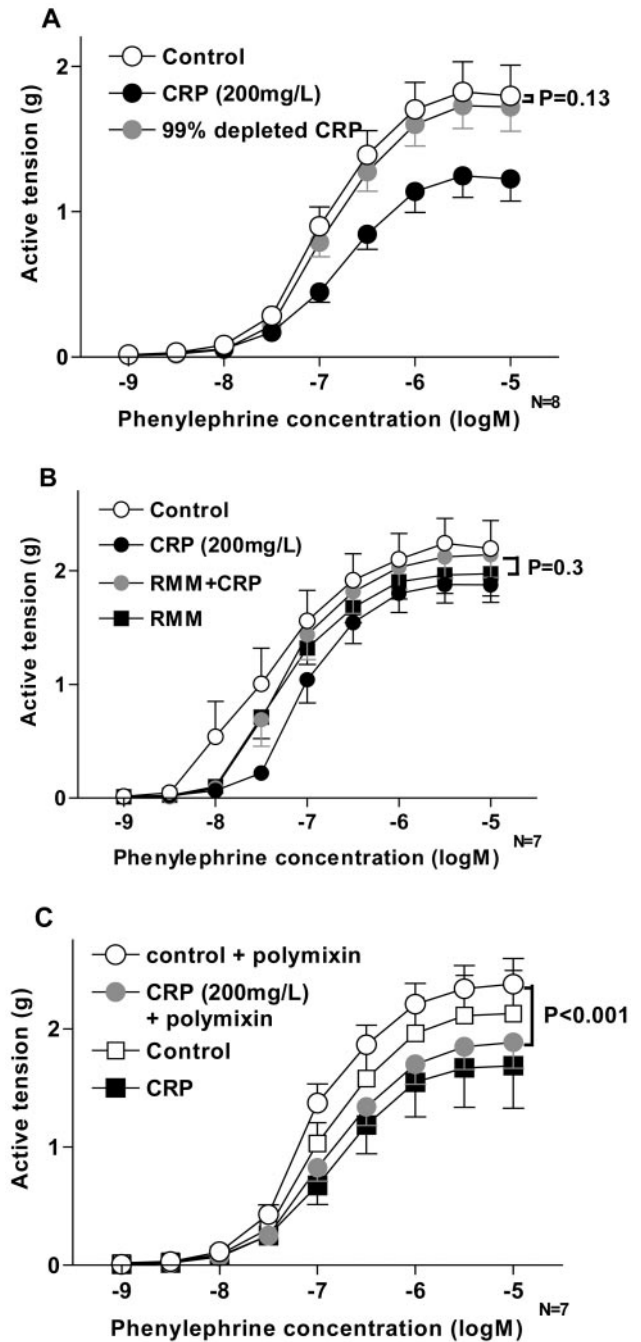 A
Control
CRP (200mg/L)
99% depleted CRP
P=0.13
Active tension (g)
2
1
0
-9 -8 -7 -6 -5
N=8
Phenylephrine concentration (logM)
B
Control
CRP (200mg/L)
RMM+CRP
RMM
P=0.3
Active tension (g)
2
1
0
-9 -8 -7 -6 -5
N=7
Phenylephrine concentration (logM)
C
control + polymixin
CRP (200mg/L)
+ polymixin
Control
CRP
P<0.001
Active tension (g)
2
1
0
-9 -8 -7 -6 -5
N=7
Phenylephrine concentration (logM)